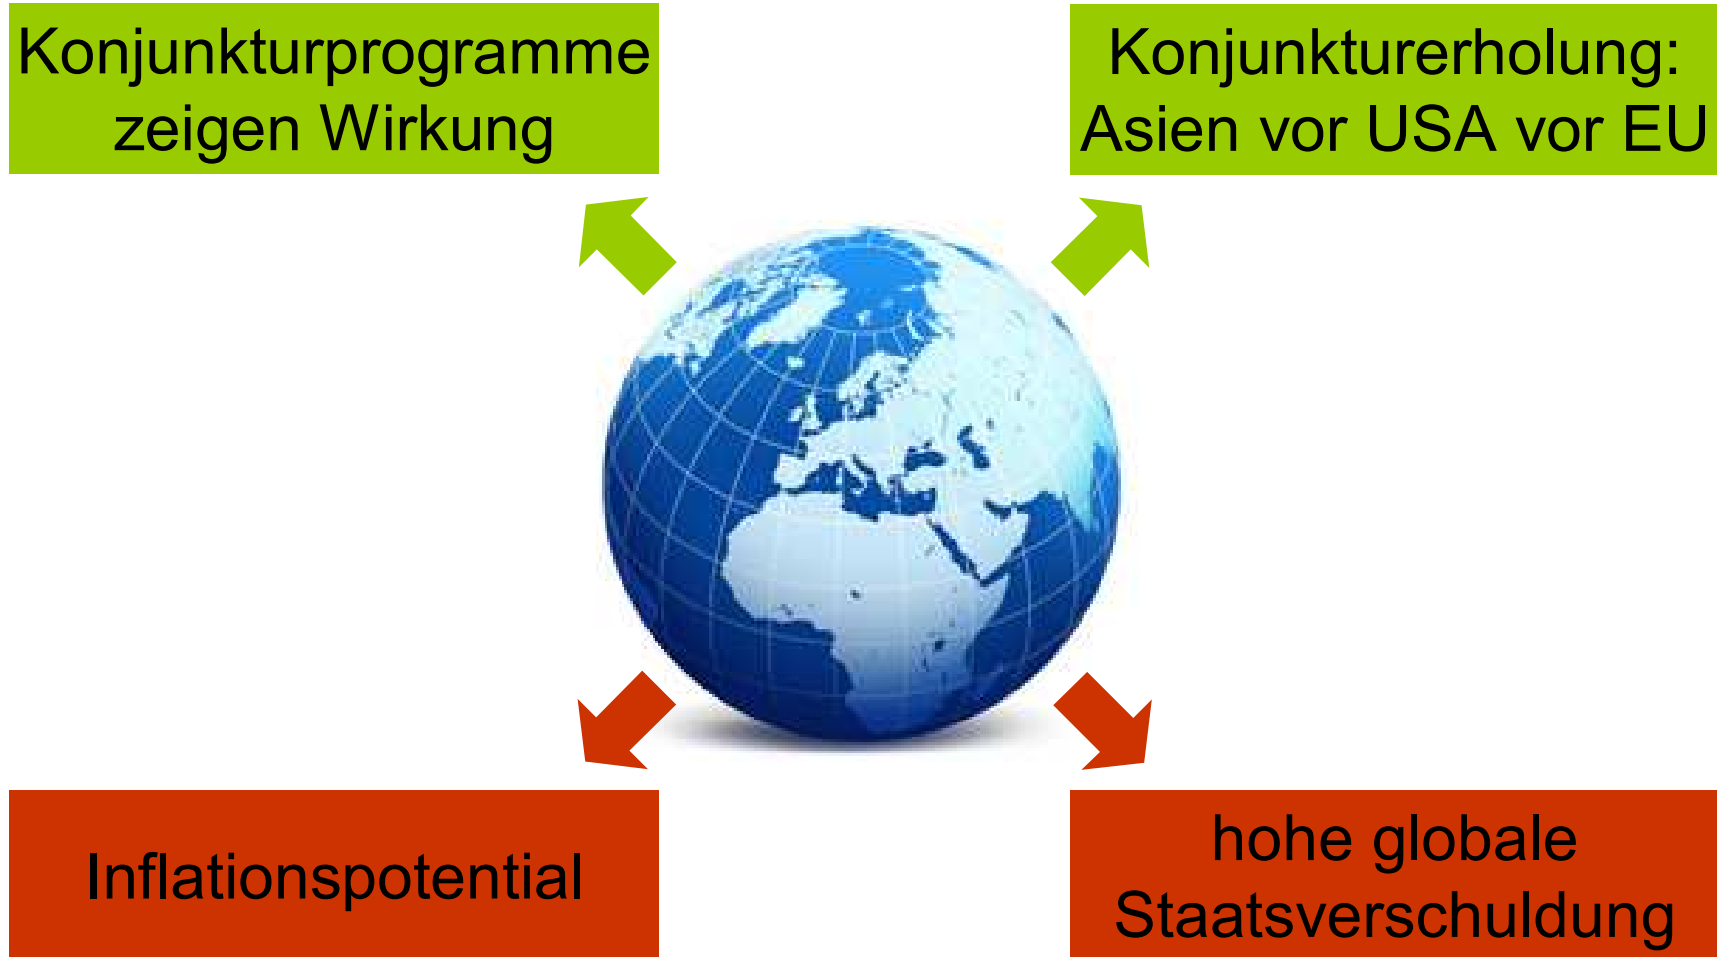 Konjunkturprogramme
zeigen Wirkung
Konjunkturerholung:
Asien vor USA vor EU
Inflationspotential
hohe globale
Staatsverschuldung